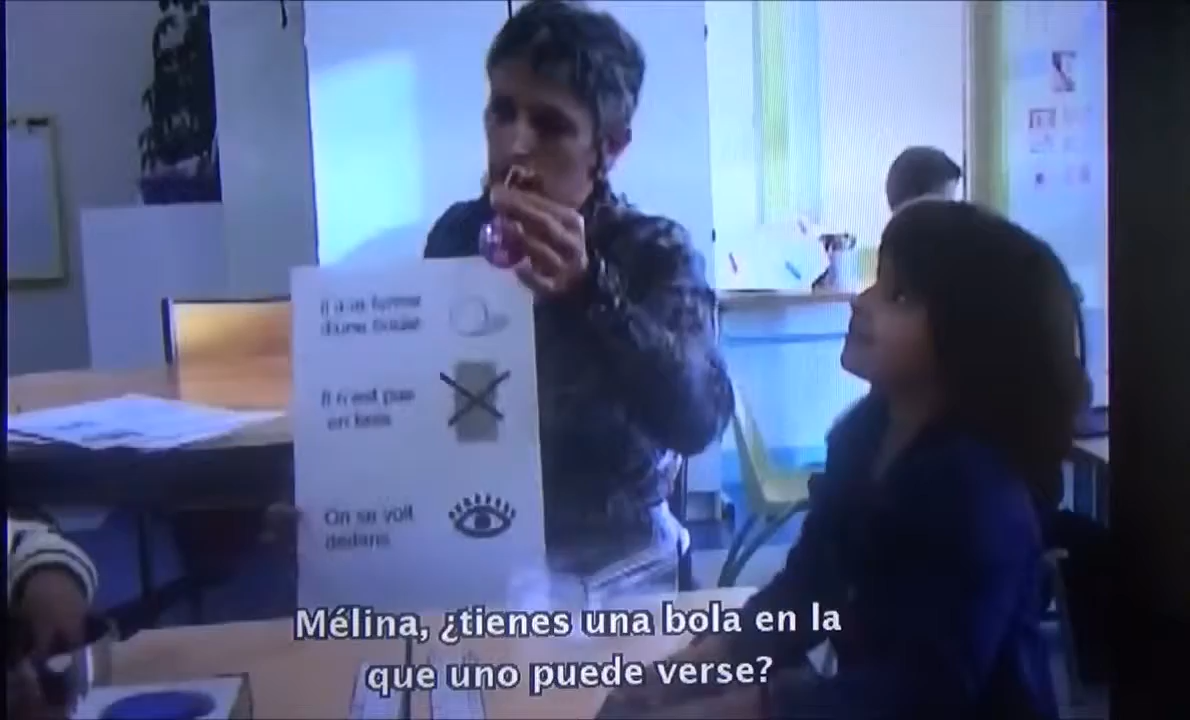 Il a la forme
d'une boule
Il n'est pas
en bois
On se voit
dedans
Mélina, ¿tienes una bola en la
que uno puede verse?